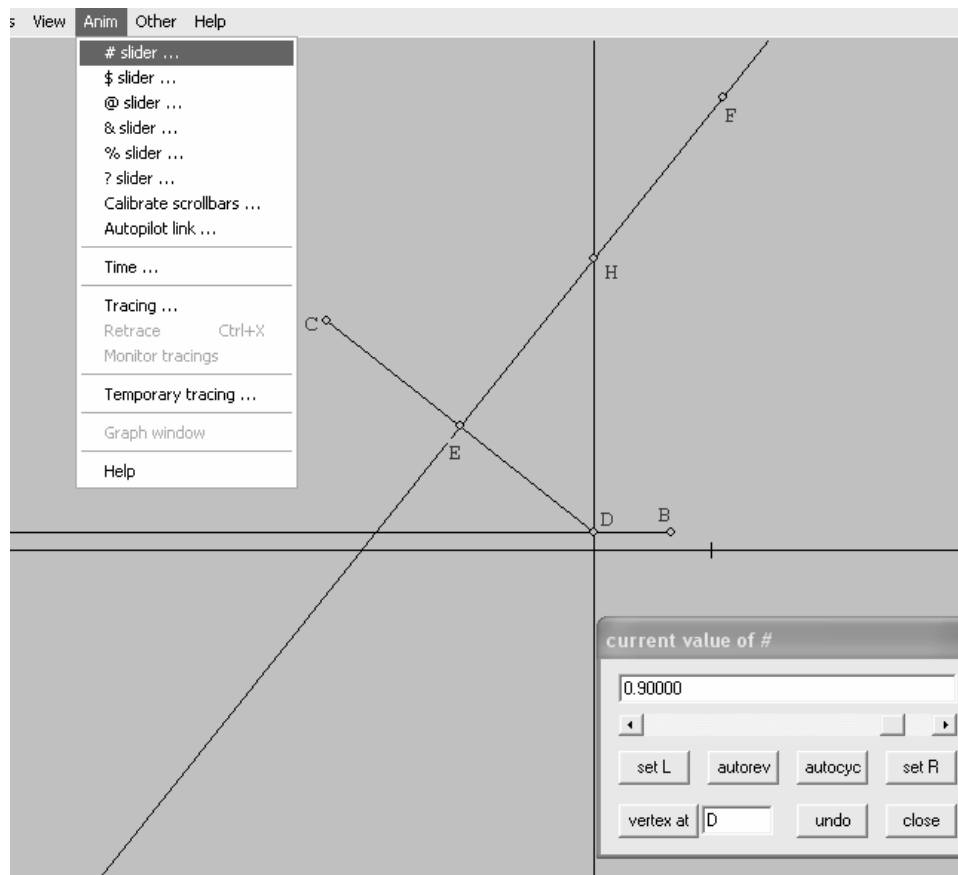 s View Anim Other Help
# slider ...
$ slider ...
@ slider ...
& slider ...
% slider ...
? slider ...
Calibrate scrollbars ...
Autopilot link ...
Time ...
Tracing ...
Retrace Ctrl+X
Monitor tracings
Temporary tracing ...
Graph window
Help
F
H
C
E
D B
current value of #
0.90000
set L autorev autocyc set R
vertex at D undo close